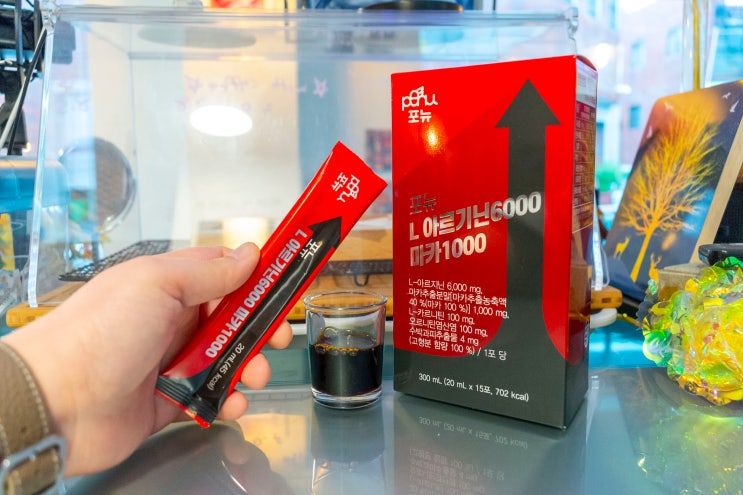 포뉴
포뉴
L 아르기닌6000
마카1000
L-아르지닌 6,000 mg,
마카추출분말[마카추출농축액
40 %(마카 100 %)] 1,000 mg,
L-카르니틴 100 mg,
오르니틴염산염 100 mg,
수박과피추출물 4 mg
(고형분 함량 100 %) / 1포 당
300 mL (20 mL x 15포, 702 kcal)
포뉴
포뉴
L 아르기닌6000 마카1000
20 mL(45 kcal)